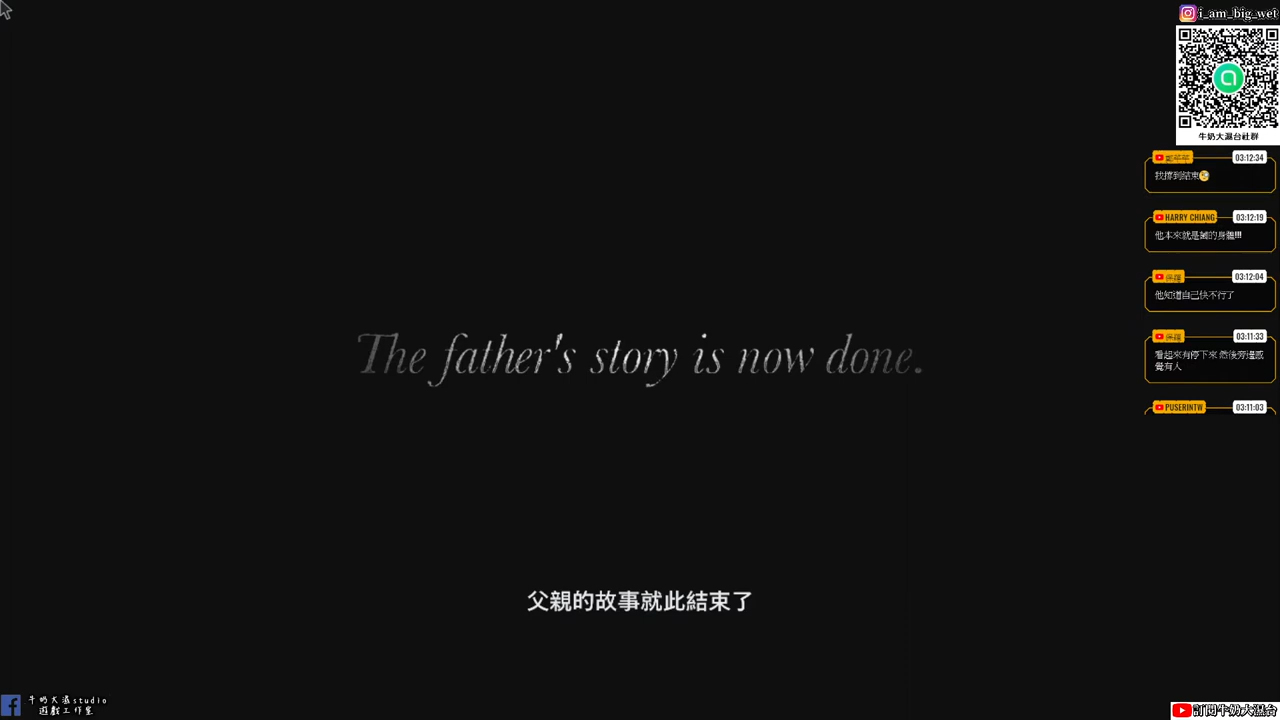 i_am_big_wet
牛奶大濕台社群
03:12:34
我撐到結束
HARRY CHIANG
03:12:19
他本來就是續的身體!!!
03:12:04
他知道自己快不行了
03:11:33
看起來有停下來 然後旁邊感
覺有人
PUSERINTW
03:11:03
The father's story is now done.
父親的故事就此結束了
牛奶大濕studio
遊戲工作室
訂閱牛奶大濕台